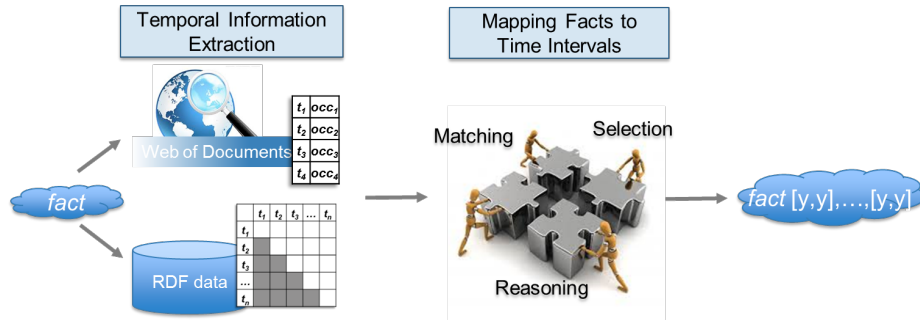 Temporal Information
Extraction
Mapping Facts to
Time Intervals
t1 occ1
t2 occ2
t3 occ3
t4 occ4
Web of Documents
Matching
Selection
Reasoning
fact
fact [y,y],…,[y,y]
RDF data
t1 t2 t3 … tn
t1
t2
t3
…
tn